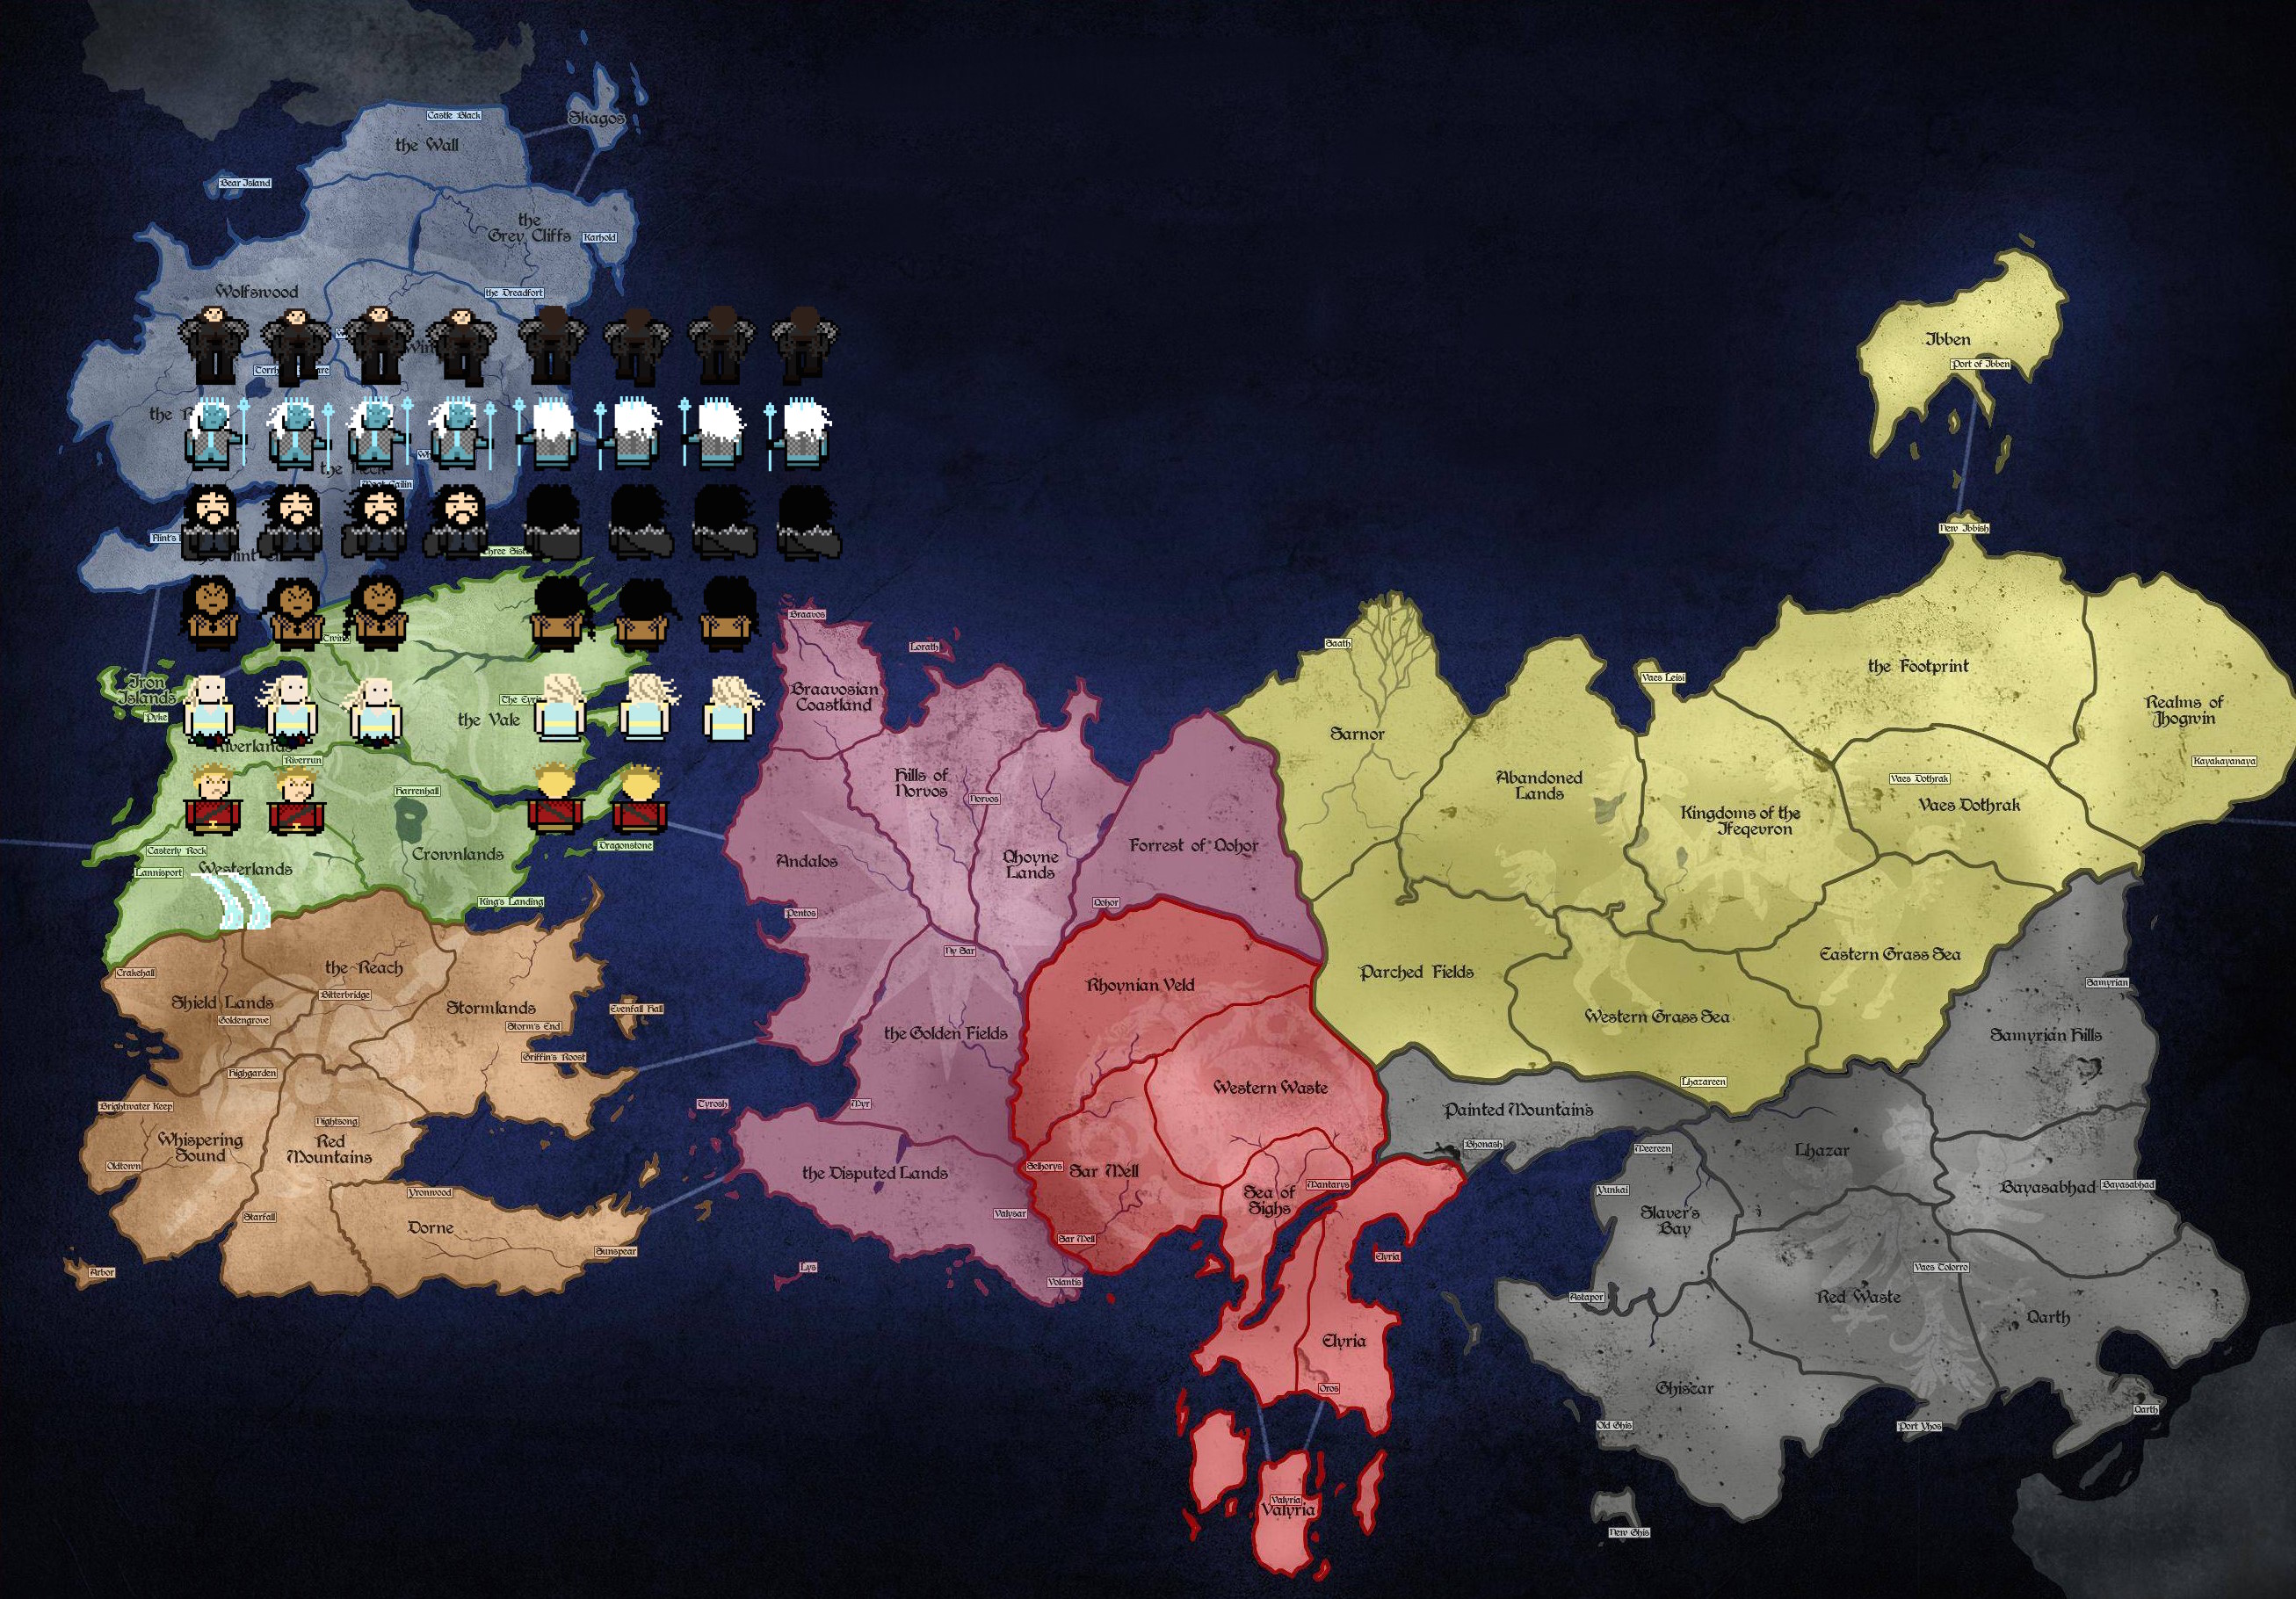 Castle Black
the Wall
Skagos
Bear Island
the
Grey Cliffs
Karhold
Wolfswood
the Dreadfort
Ibben
Port of Ibben
New Ibbish
Iron
Islands
Pyke
the Vale
Riverlands
Riverrun
Harrenhall
Casterly Rock
Westerlands
Lannisport
Crownlands
Dragonstone
King's Landing
Crakehall
the Reach
Shield Lands
Bitterbridge
Goldengrove
Stormlands
Storm's End
Evenfall Hall
Griffin's Roost
Highgarden
Brightwater Keep
Nightsong
Whispering
Sound
Red
Mountains
Oldtown
Yronwood
Starfall
Dorne
Sunspear
Arbor
Braavos
Lorath
Braavosian
Coastland
Hills of
Norvos
Norvos
Andalos
Qhoyne
Lands
Forrest of Qohor
Pentos
Qohor
Ny Sar
the Golden Fields
Tyrosh
Myr
the Disputed Lands
Valysar
Lys
Volantis
Rhoynian Veld
Western Waste
Selhorys
Sar Mell
Sea of
Sighs
Mantarys
Sar Mell
Elyria
Elyria
Oros
Valyria
Valyria
Saath
Vaes Leisi
the Footprint
Sarnor
Realms of
Jhogwin
Kayakayanaya
Abandoned
Lands
Kingdoms of the
Ifeqevron
Vaes Dothrak
Vaes Dothrak
Parched Fields
Eastern Grass Sea
Western Grass Sea
Samyrian
Samyrian Hills
Lhazareen
Painted Mountains
Bhorash
Meereen
Lhazar
Yunkai
Bayasabhad
Bayasabhad
Slaver's
Bay
Vaes Tolorro
Astapor
Red Waste
Qarth
Ghiscar
Old Ghis
Port Yhos
Qarth
New Ghis